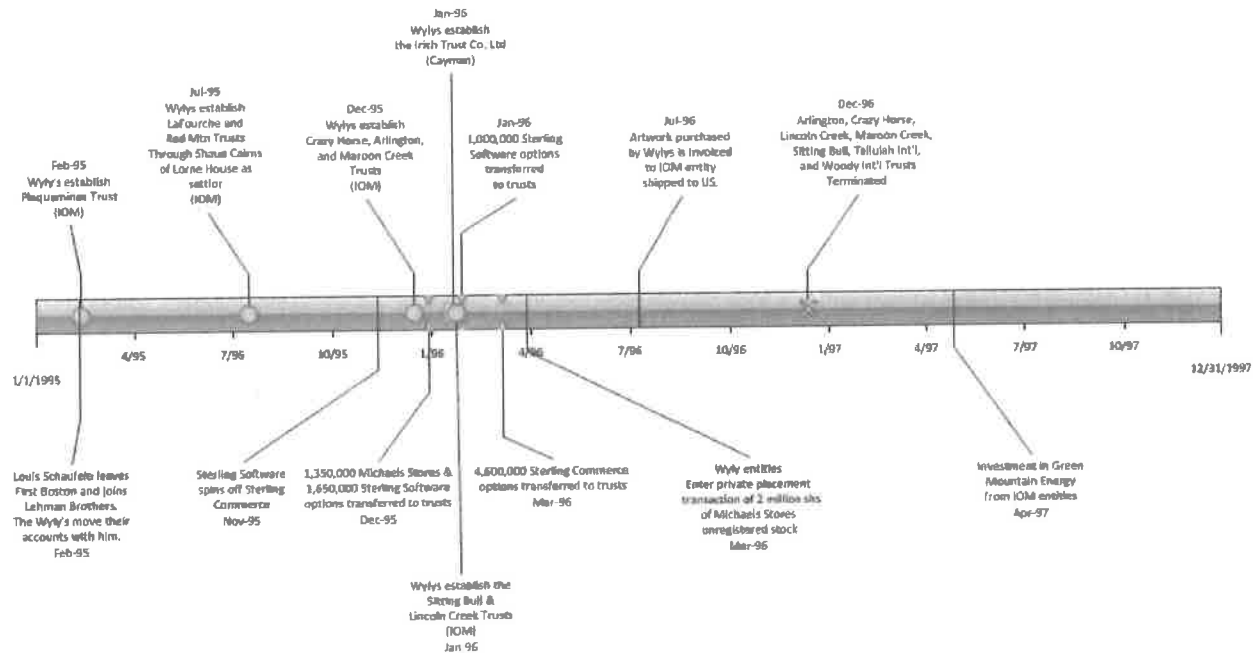 Feb-95
Wyly's establish
Plaquemines Trust
(IOM)
Jul-95
Wylys establish
LaFourche and
Red Mtn Trusts
Through Shaun Cairns
of Lorne House as
settlor
(IOM)
Dec-95
Wylys establish
Crazy Horse, Arlington,
and Maroon Creek
Trusts
(IOM)
Jan-96
Wylys establish
the Irish Trust Co, Ltd
(Cayman)
Jan-96
1,000,000 Sterling
Software options
transferred
to trusts
Jul-96
Artwork purchased
by Wylys is invoiced
to IOM entity
shipped to US.
Dec-96
Arlington, Crazy Horse,
Lincoln Creek, Maroon Creek,
Sitting Bull, Tallulah Int'l,
and Woody Int'l Trusts
Terminated
1/1/1995
4/95
7/96
10/95
1/96
4/96
7/96
10/96
1/97
4/97
7/97
10/97
12/31/1997
Louis Schaufele leaves
First Boston and joins
Lehman Brothers.
The Wyly's move their
accounts with him.
Feb-95
Sterling Software
spins off Sterling
Commerce
Nov-95
1,350,000 Michaels Stores &
1,650,000 Sterling Software
options transferred to trusts
Dec-95
Wylys establish the
Sitting Bull &
Lincoln Creek Trusts
(IOM)
Jan 96
4,600,000 Sterling Commerce
options transferred to trusts
Mar-96
Wyly entities
Enter private placement
transaction of 2 million shs
of Michaels Stores
unregistered stock
Mar-96
Investment in Green
Mountain Energy
from IOM entities
Apr-97